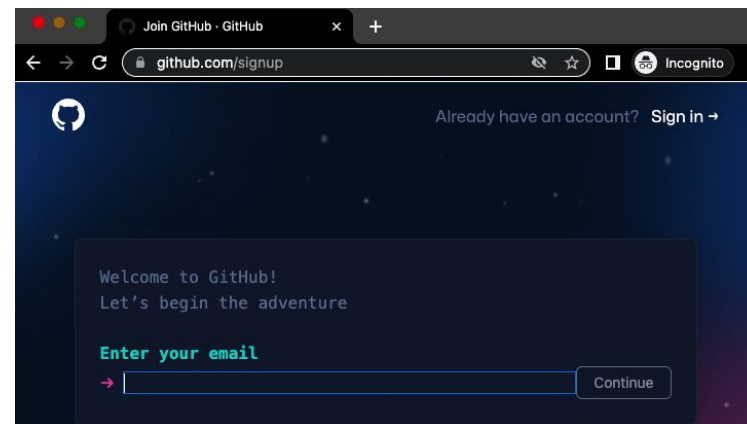 Join GitHub · GitHub
github.com/signup
Incognito
Already have an account? Sign in →
Welcome to GitHub!
Let’s begin the adventure
Enter your email
→ Continue